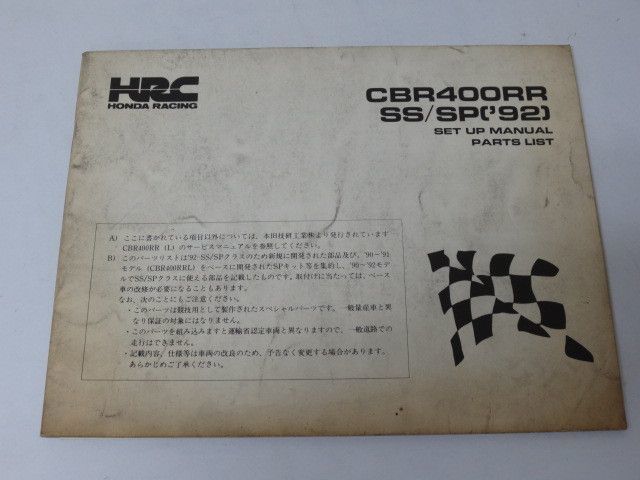 HRC
HONDA RACING
CBR400RR
SS/SP('92)
SET UP MANUAL
PARTS LIST
A) ここに書かれている項目以外については、本田技研工業㈱より発行されています
CBR400RR (L) のサービスマニュアルを参照してください。
B) このパーツリストは'92 SS/SPクラスのため新規に開発された部品及び、'90〜'91
モデル (CBR400RRL) をベースに開発されたSPキット等を集約し、'90〜'92モデ
ルでSS/SPクラスに使える部品を記載したものです。取付けに当たっては、ベース
車の改修が必要になることもあります。
なお、次のことにもご注意ください。
・このパーツは競技用として製作されたスペシャルパーツです。一般量産車と異
なり保証の対象にはなりません。
・このパーツを組み込みますと運輸省認定車両と異なりますので、一般道路での
走行はできません。
・記載内容、仕様等は車両の改良のため、予告なく変更する場合があります。
あらかじめご了承ください。